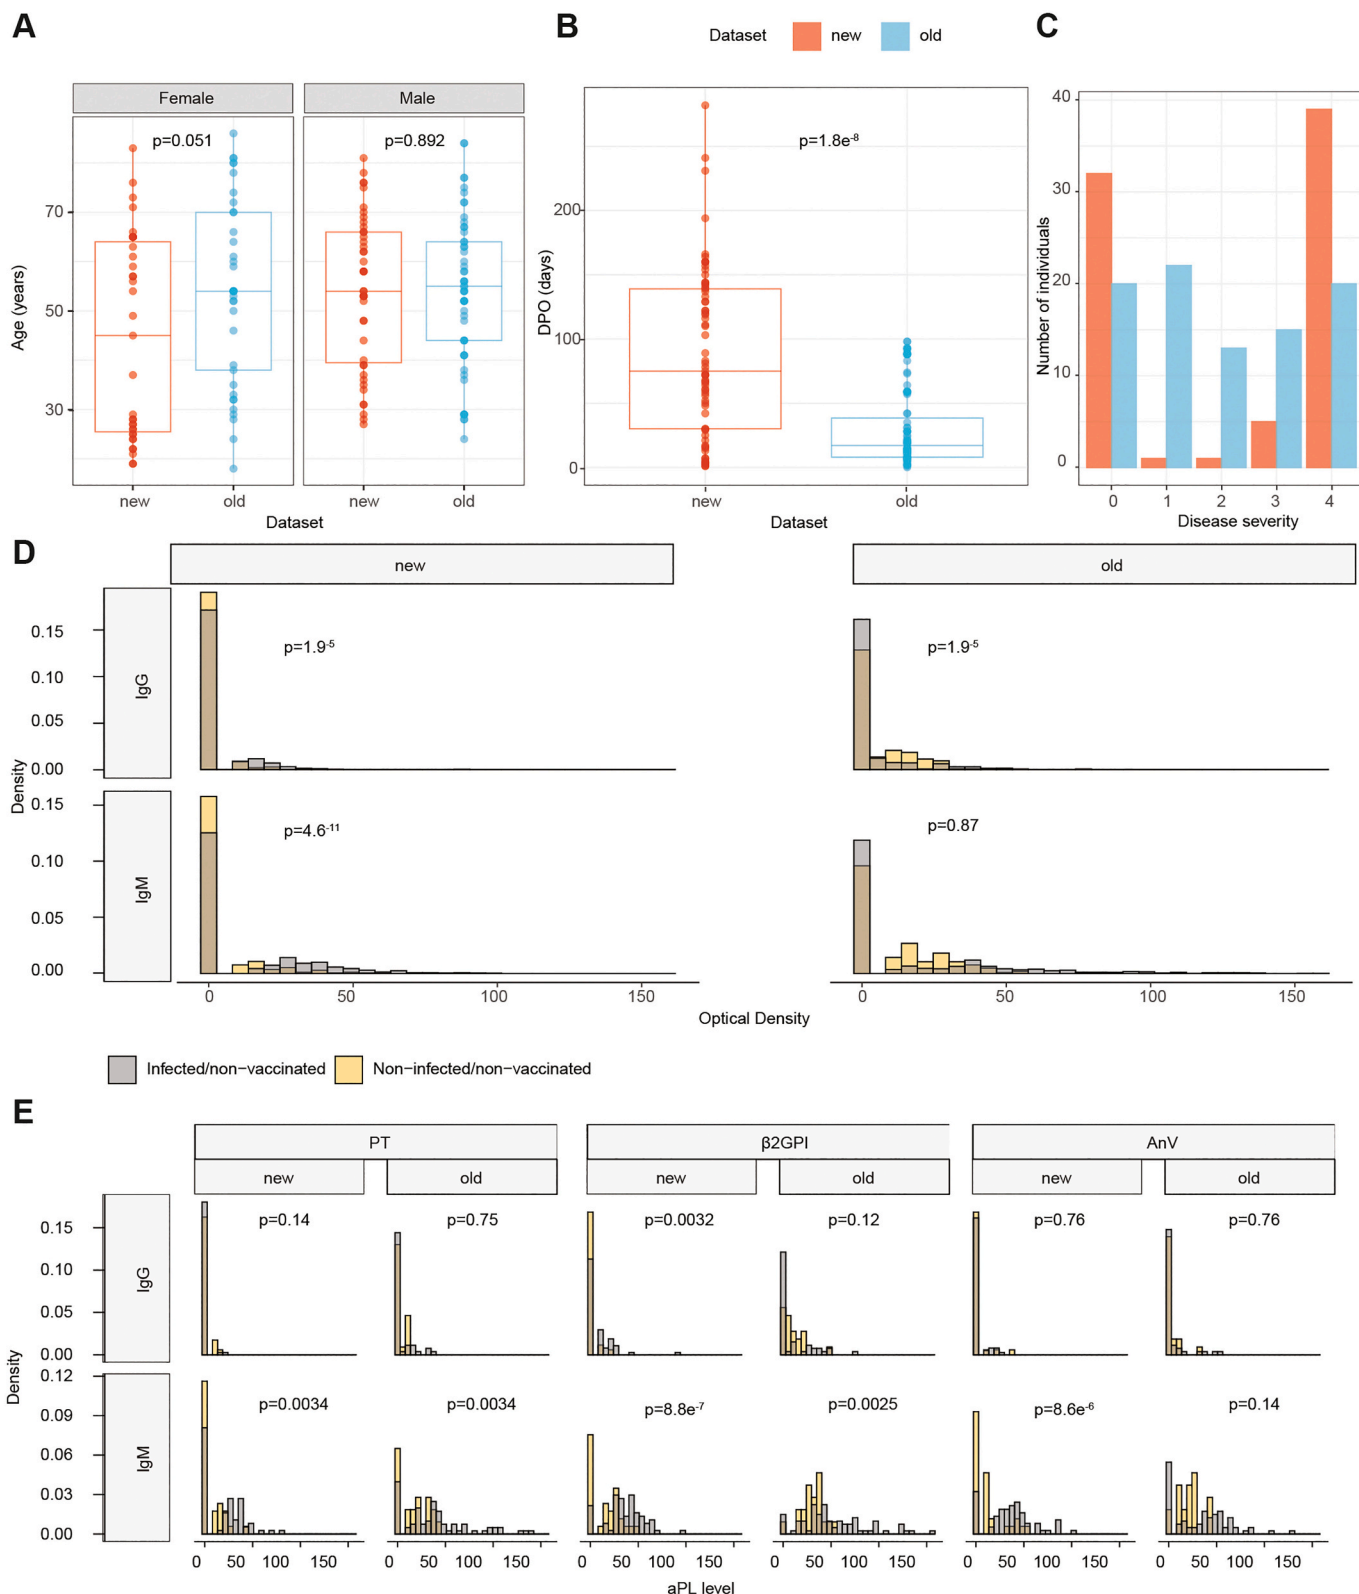 A
B
Dataset new old
C
Female Male
p=0.051
p=0.892
Age (years)
70
50
30
new old new old
Dataset
p=1.8e-8
DPO (days)
200
100
0
new old
Dataset
Number of individuals
40
30
20
10
0
0 1 2 3 4
Disease severity
D
new old
Density
IgG
0.15
0.10
0.05
0.00
p=1.9-5
p=1.9-5
IgM
0.15
0.10
0.05
0.00
p=4.6-11
p=0.87
0 50 100 150 0 50 100 150
Optical Density
Infected/non−vaccinated Non−infected/non−vaccinated
E
PT β2GPI AnV
new old new old new old
Density
IgG
0.15
0.10
0.05
0.00
p=0.14 p=0.75 p=0.0032 p=0.12 p=0.76 p=0.76
IgM
0.12
0.09
0.06
0.03
0.00
p=0.0034 p=0.0034 p=8.8e-7 p=0.0025 p=8.6e-6 p=0.14
0 50 100 150 0 50 100 150 0 50 100 150 0 50 100 150 0 50 100 150 0 50 100 150
aPL level